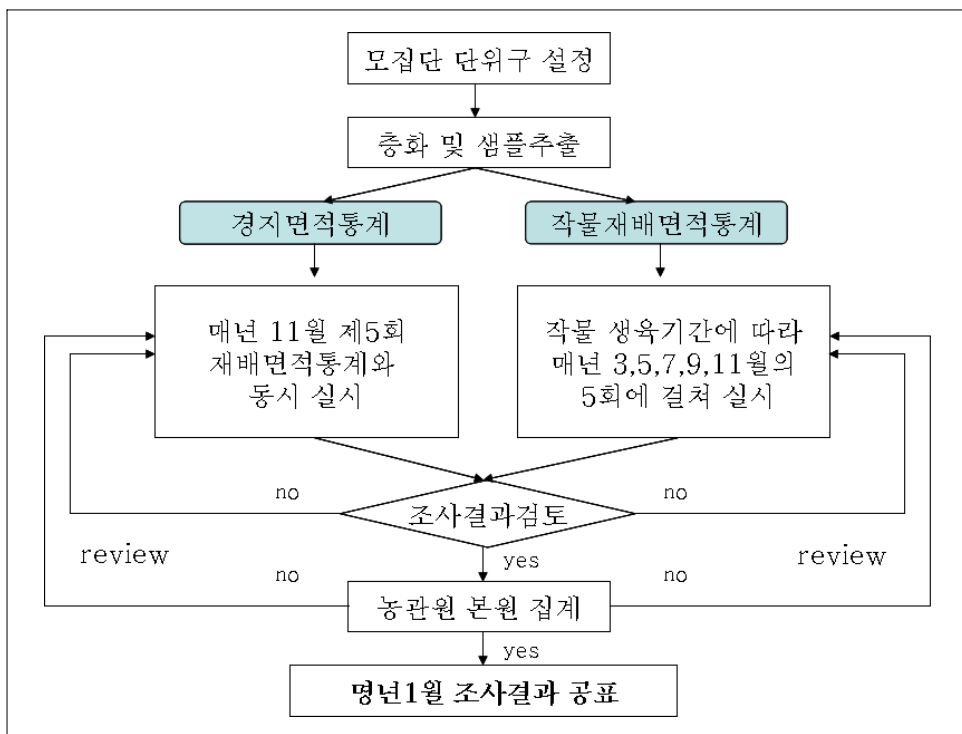 모집단 단위구 설정
층화 및 샘플추출
경지면적통계
작물재배면적통계
매년 11월 제5회
재배면적통계와
동시 실시
작물 생육기간에 따라
매년 3,5,7,9,11월의
5회에 걸쳐 실시
no
no
조사결과검토
review
review
yes
no
no
농관원 본원 집계
yes
명년1월 조사결과 공표